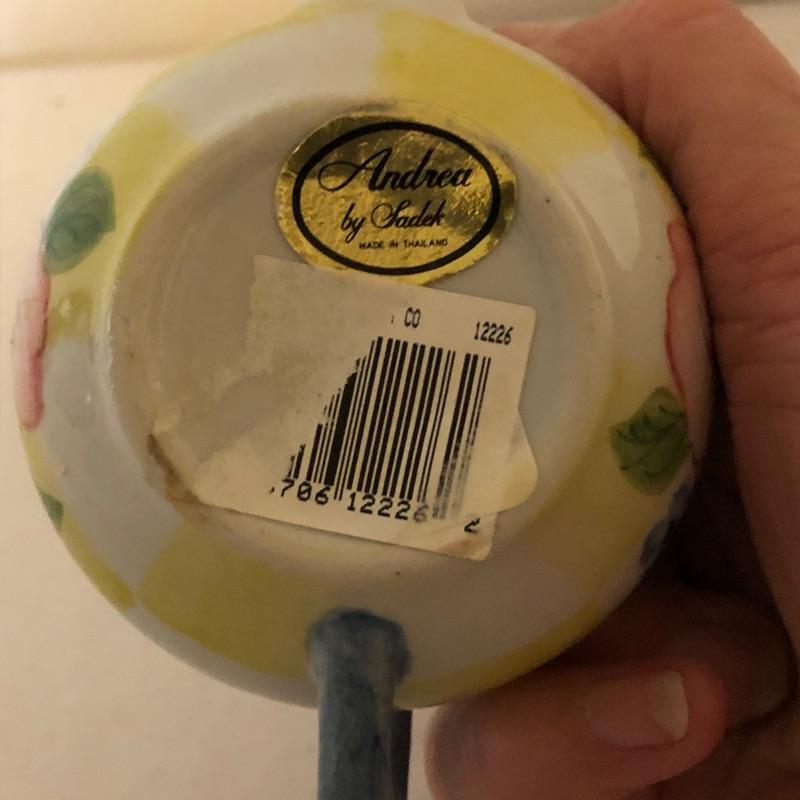 Andrea
by Sadek
MADE IN THAILAND
CO 12226
706 12226 2